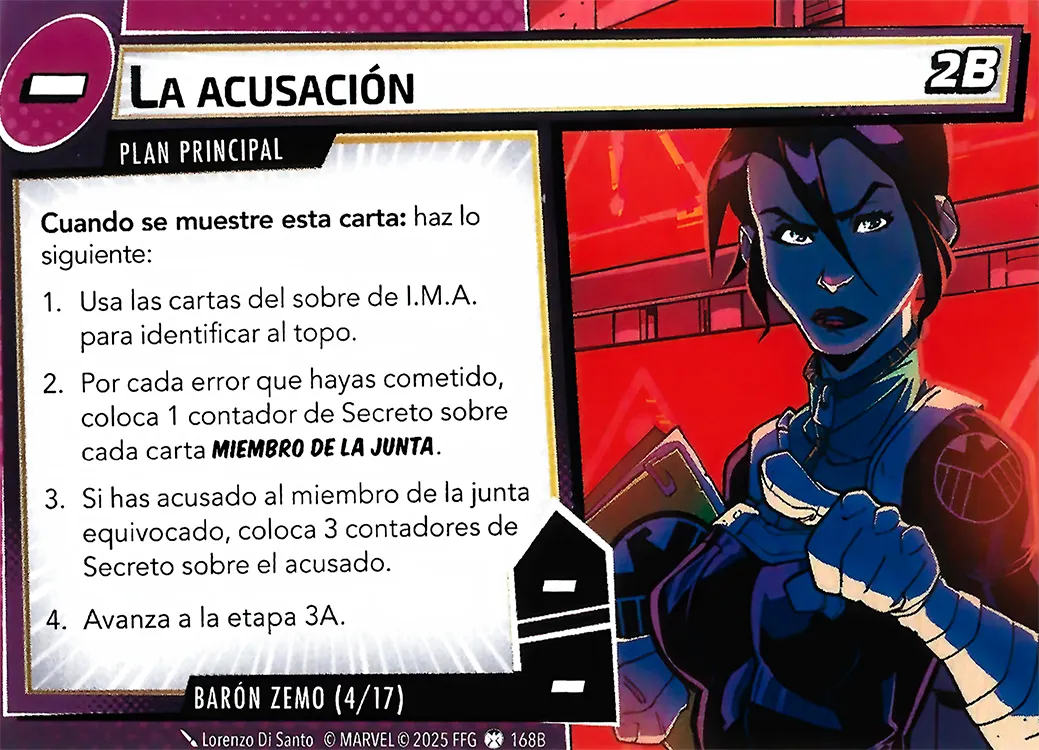 La acusación
2B
PLAN PRINCIPAL
Cuando se muestre esta carta: haz lo
siguiente:
1. Usa las cartas del sobre de I.M.A.
para identificar al topo.
2. Por cada error que hayas cometido,
coloca 1 contador de Secreto sobre
cada carta MIEMBRO DE LA JUNTA.
3. Si has acusado al miembro de la junta
equivocado, coloca 3 contadores de
Secreto sobre el acusado.
4. Avanza a la etapa 3A.
BARÓN ZEMO (4/17)
Lorenzo Di Santo © MARVEL © 2025 FFG 168B